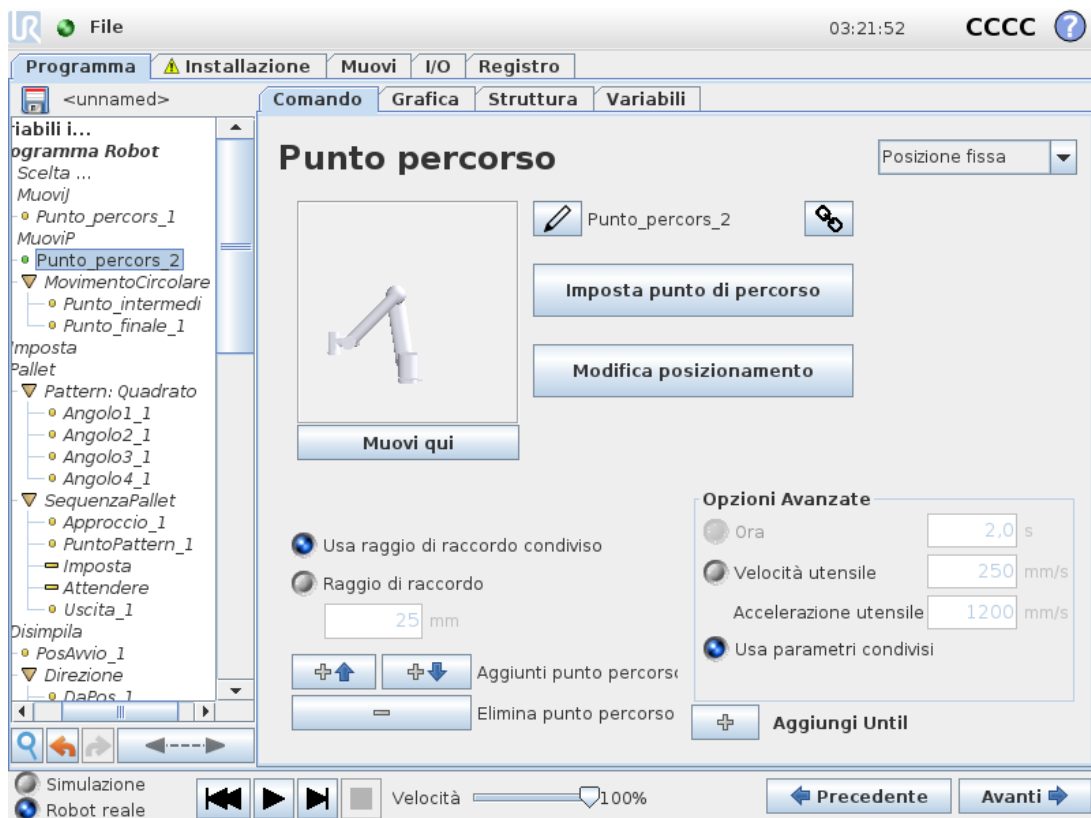 UR File 03:21:52 CCCC ?
Programma Installazione Muovi I/O Registro
<unnamed>
Comando Grafica Struttura Variabili
riabili i...
ogramma Robot
Scelta ...
MuoviJ
Punto_percors_1
MuoviP
Punto_percors_2
MovimentoCircolare
Punto_intermedi
Punto_finale_1
Imposta
Pallet
Pattern: Quadrato
Angolo1_1
Angolo2_1
Angolo3_1
Angolo4_1
SequenzaPallet
Approccio_1
PuntoPattern_1
Imposta
Attendere
Uscita_1
Disimpila
PosAvvio_1
Direzione
DaPos_1
Punto percorso
Posizione fissa
Punto_percors_2
Imposta punto di percorso
Modifica posizionamento
Muovi qui
Usa raggio di raccordo condiviso
Raggio di raccordo
25 mm
Aggiunti punto percorso
Elimina punto percorso
Opzioni Avanzate
Ora 2,0 s
Velocità utensile 250 mm/s
Accelerazione utensile 1200 mm/s
Usa parametri condivisi
Aggiungi Until
Simulazione
Robot reale
Velocità 100%
Precedente Avanti